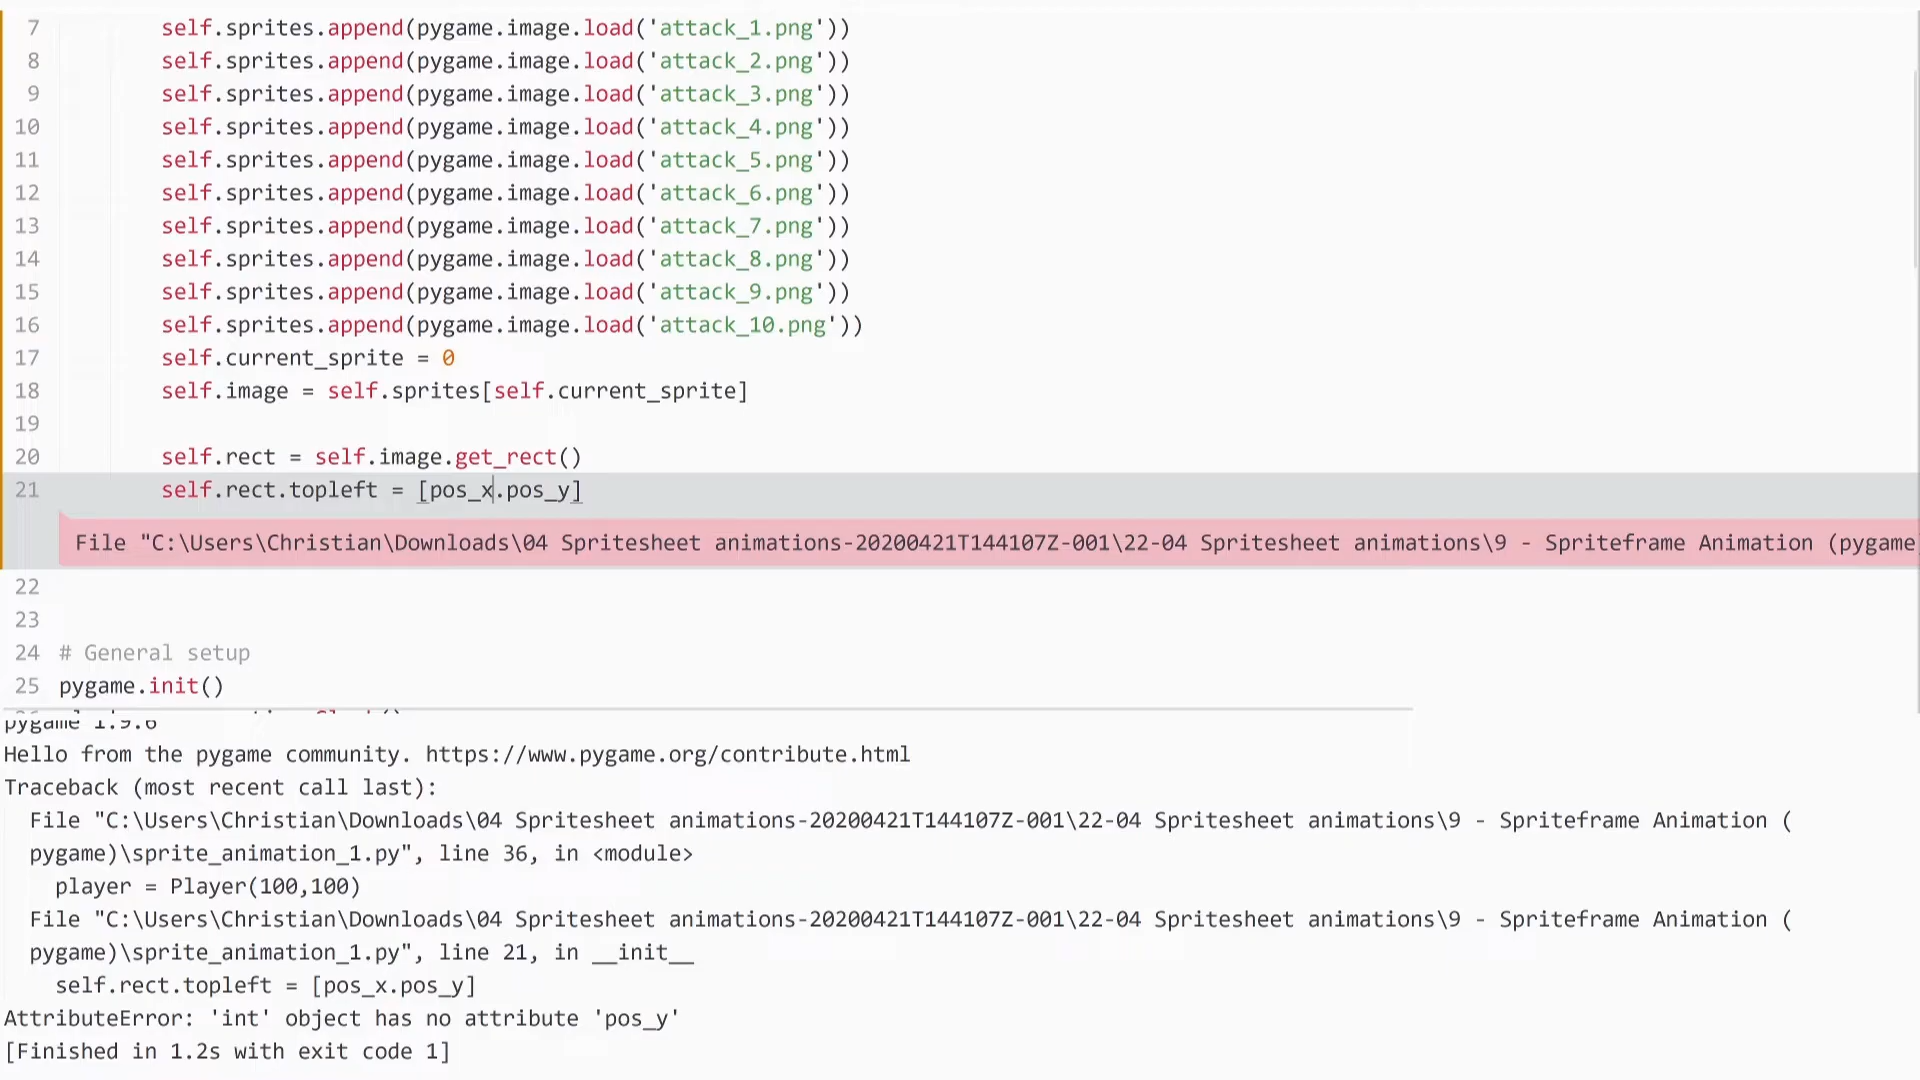 7 self.sprites.append(pygame.image.load('attack_1.png'))
8 self.sprites.append(pygame.image.load('attack_2.png'))
9 self.sprites.append(pygame.image.load('attack_3.png'))
10 self.sprites.append(pygame.image.load('attack_4.png'))
11 self.sprites.append(pygame.image.load('attack_5.png'))
12 self.sprites.append(pygame.image.load('attack_6.png'))
13 self.sprites.append(pygame.image.load('attack_7.png'))
14 self.sprites.append(pygame.image.load('attack_8.png'))
15 self.sprites.append(pygame.image.load('attack_9.png'))
16 self.sprites.append(pygame.image.load('attack_10.png'))
17 self.current_sprite = 0
18 self.image = self.sprites[self.current_sprite]
19
20 self.rect = self.image.get_rect()
21 self.rect.topleft = [pos_x.pos_y]
File "C:\Users\Christian\Downloads\04 Spritesheet animations-20200421T144107Z-001\22-04 Spritesheet animations\9 - Spriteframe Animation (pygame
22
23
24 # General setup
25 pygame.init()
pygame 1.9.6
Hello from the pygame community. https://www.pygame.org/contribute.html
Traceback (most recent call last):
File "C:\Users\Christian\Downloads\04 Spritesheet animations-20200421T144107Z-001\22-04 Spritesheet animations\9 - Spriteframe Animation (
pygame)\sprite_animation_1.py", line 36, in <module>
player = Player(100,100)
File "C:\Users\Christian\Downloads\04 Spritesheet animations-20200421T144107Z-001\22-04 Spritesheet animations\9 - Spriteframe Animation (
pygame)\sprite_animation_1.py", line 21, in __init__
self.rect.topleft = [pos_x.pos_y]
AttributeError: 'int' object has no attribute 'pos_y'
[Finished in 1.2s with exit code 1]